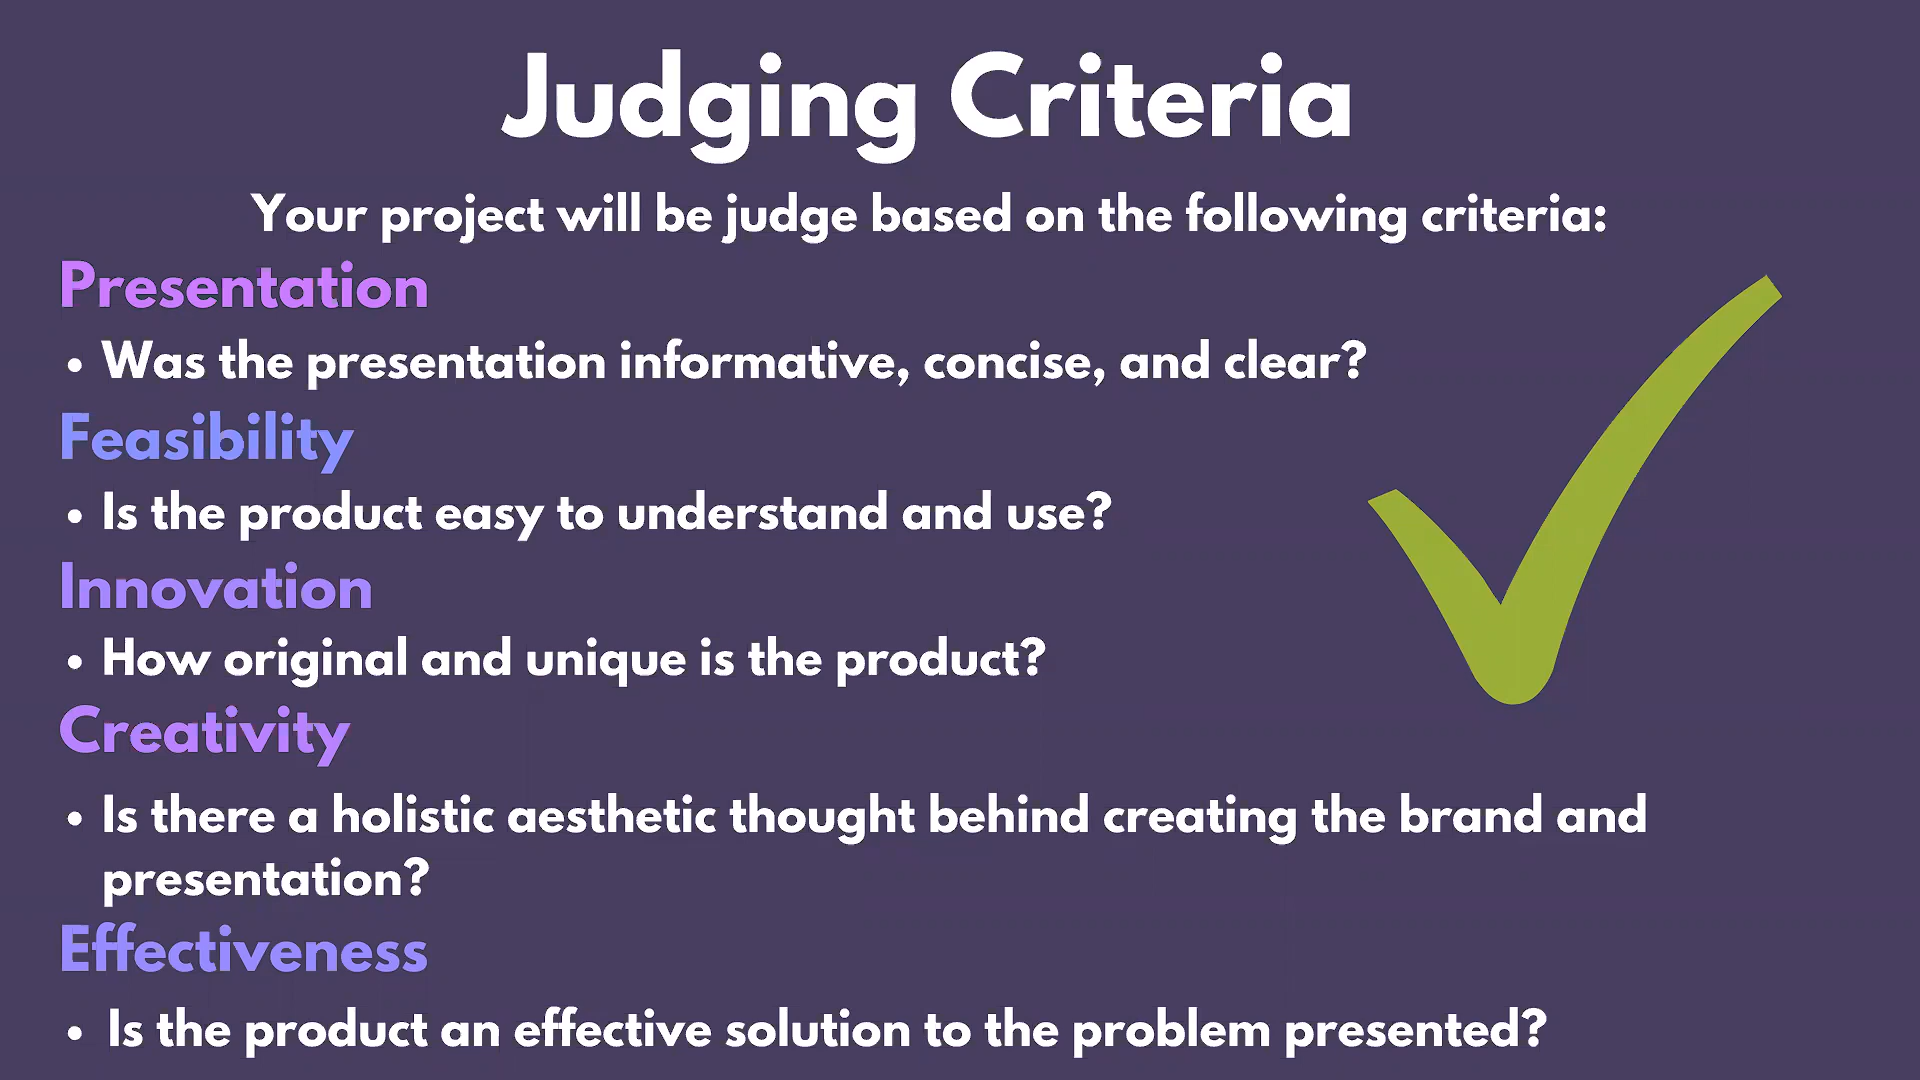 Judging Criteria
Your project will be judge based on the following criteria:
Presentation
• Was the presentation informative, concise, and clear?
Feasibility
• Is the product easy to understand and use?
Innovation
• How original and unique is the product?
Creativity
• Is there a holistic aesthetic thought behind creating the brand and
presentation?
Effectiveness
• Is the product an effective solution to the problem presented?